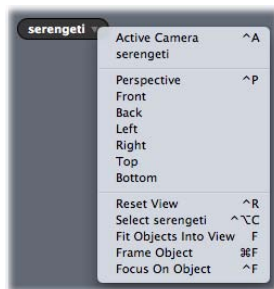 serengeti
Active Camera ^A
serengeti
Perspective ^P
Front
Back
Left
Right
Top
Bottom
Reset View ^R
Select serengeti ^⌥C
Fit Objects Into View F
Frame Object ⌘F
Focus On Object ^F